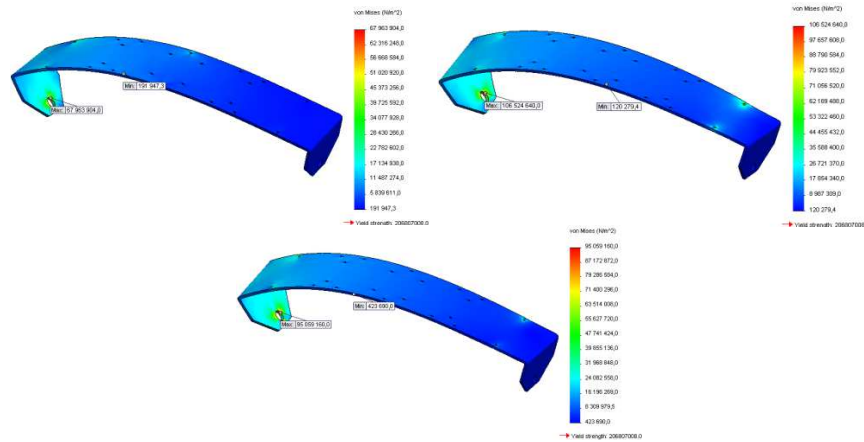 von Mises (N/m^2)
67 963 904,0
62 316 248,0
56 668 584,0
51 020 920,0
45 373 256,0
39 725 592,0
34 077 928,0
28 430 266,0
22 782 602,0
17 134 938,0
11 487 274,0
5 839 611,0
191 947,3
Yield strength: 206807008.0
Min: 191 947,3
Max: 67 963 904,0
von Mises (N/m^2)
106 524 640,0
97 657 608,0
88 790 584,0
79 923 552,0
71 056 520,0
62 189 488,0
53 322 460,0
44 455 432,0
35 588 400,0
26 721 370,0
17 854 340,0
8 987 309,0
120 279,4
Yield strength: 206807008.0
Max: 106 524 640,0
Min: 120 279,4
von Mises (N/m^2)
95 059 160,0
87 172 872,0
79 286 584,0
71 400 296,0
63 514 008,0
55 627 720,0
47 741 424,0
39 855 136,0
31 968 848,0
24 082 558,0
16 196 269,0
8 309 979,5
423 690,0
Yield strength: 206807008.0
Min: 423 690,0
Max: 95 059 160,0